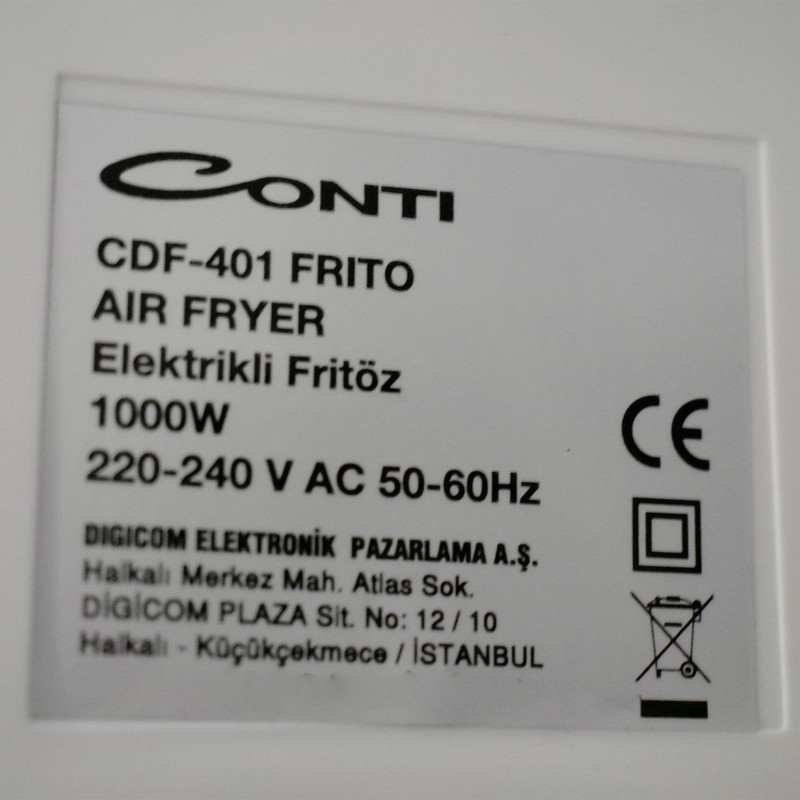 CONTI
CDF-401 FRITO
AIR FRYER
Elektrikli Fritöz
1000W
220-240 V AC 50-60Hz
CE
DIGICOM ELEKTRONİK PAZARLAMA A.Ş.
Halkalı Merkez Mah. Atlas Sok.
DİGİCOM PLAZA Sit. No: 12 / 10
Halkalı - Küçükçekmece / İSTANBUL